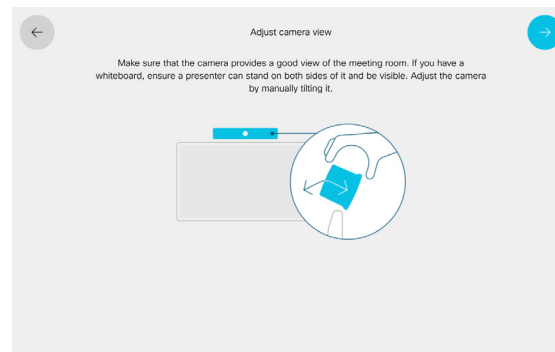 Adjust camera view
Make sure that the camera provides a good view of the meeting room. If you have a
whiteboard, ensure a presenter can stand on both sides of it and be visible. Adjust the camera
by manually tilting it.